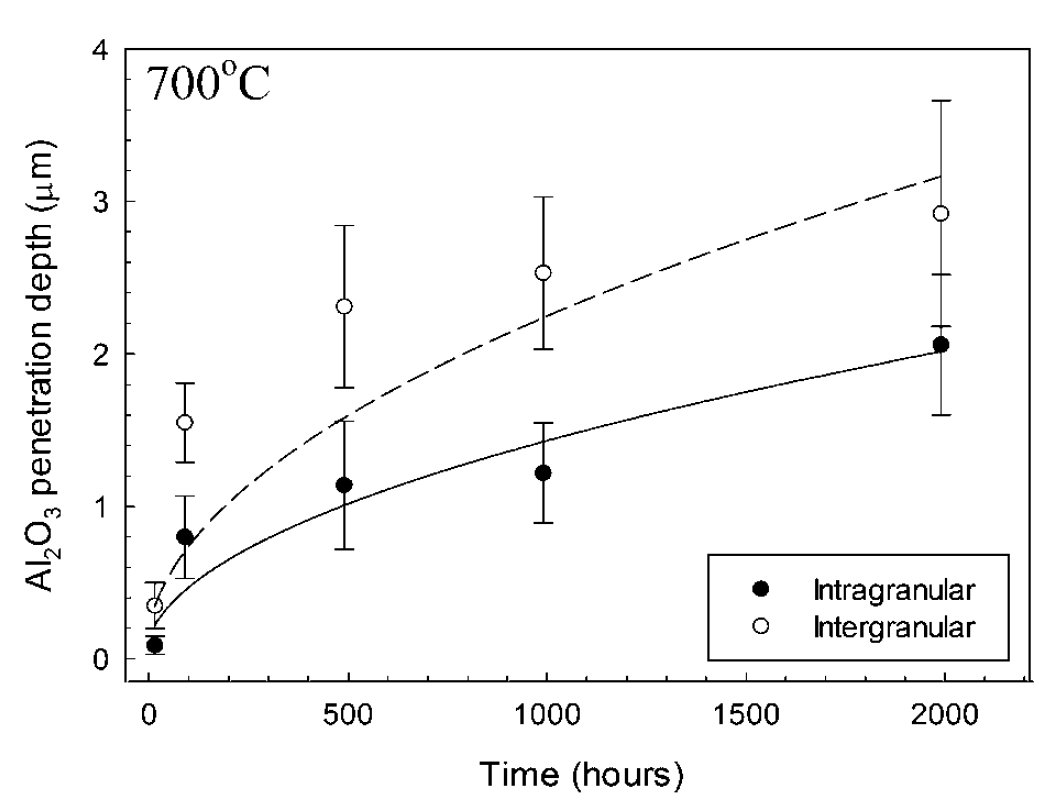 700°C
4
3
2
1
0
Al₂O₃ penetration depth (μm)
Intragranular
Intergranular
0 500 1000 1500 2000
Time (hours)